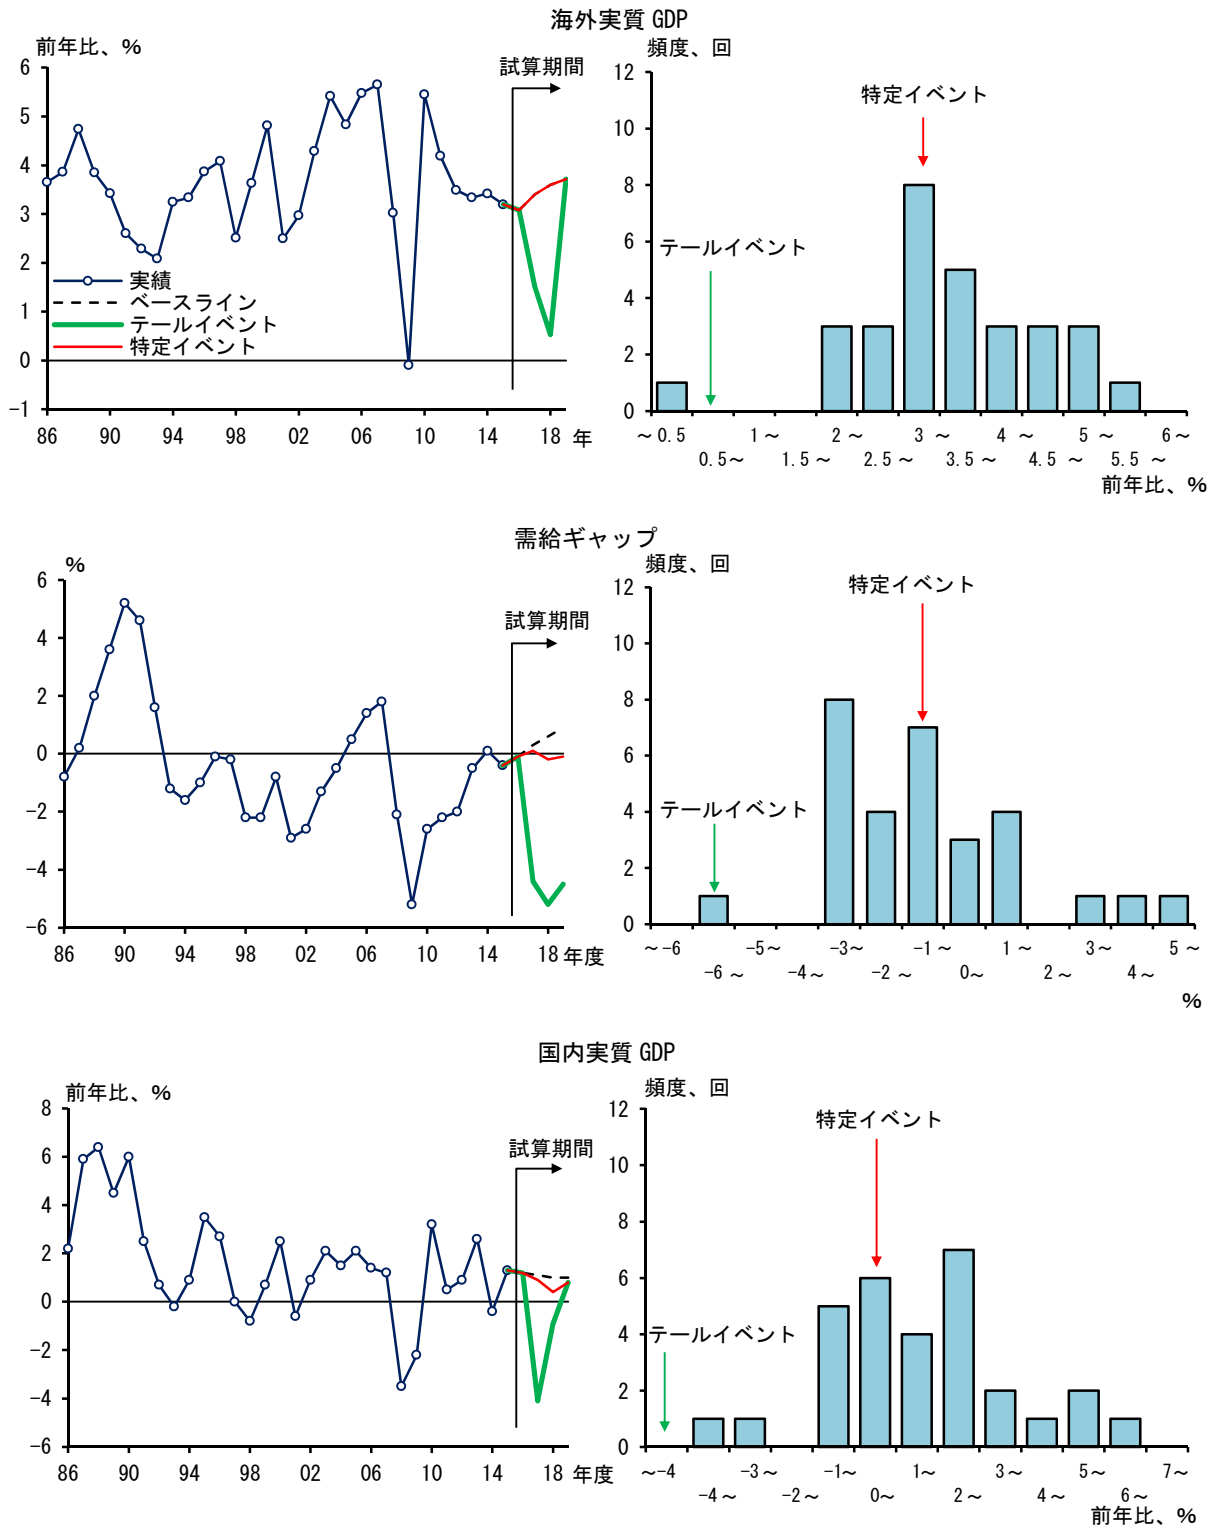 海外実質 GDP
前年比、%
試算期間
6
5
4
3
2
1
0
-1
実績
ベースライン
テールイベント
特定イベント
86 90 94 98 02 06 10 14 18 年
頻度、回
特定イベント
テールイベント
12
10
8
6
4
2
0
～0.5 1～ 2～ 3～ 4～ 5～ 6～
0.5～ 1.5～ 2.5～ 3.5～ 4.5～ 5.5～
前年比、%
需給ギャップ
%
試算期間
6
4
2
0
-2
-4
-6
86 90 94 98 02 06 10 14 18 年度
頻度、回
特定イベント
テールイベント
12
10
8
6
4
2
0
～-6 -5～ -3～ -1～ 1～ 3～ 5～
-6～ -4～ -2～ 0～ 2～ 4～
%
国内実質 GDP
前年比、%
試算期間
8
6
4
2
0
-2
-4
-6
86 90 94 98 02 06 10 14 18 年度
頻度、回
特定イベント
テールイベント
12
10
8
6
4
2
0
～-4 -3～ -1～ 1～ 3～ 5～ 7～
-4～ -2～ 0～ 2～ 4～ 6～
前年比、%